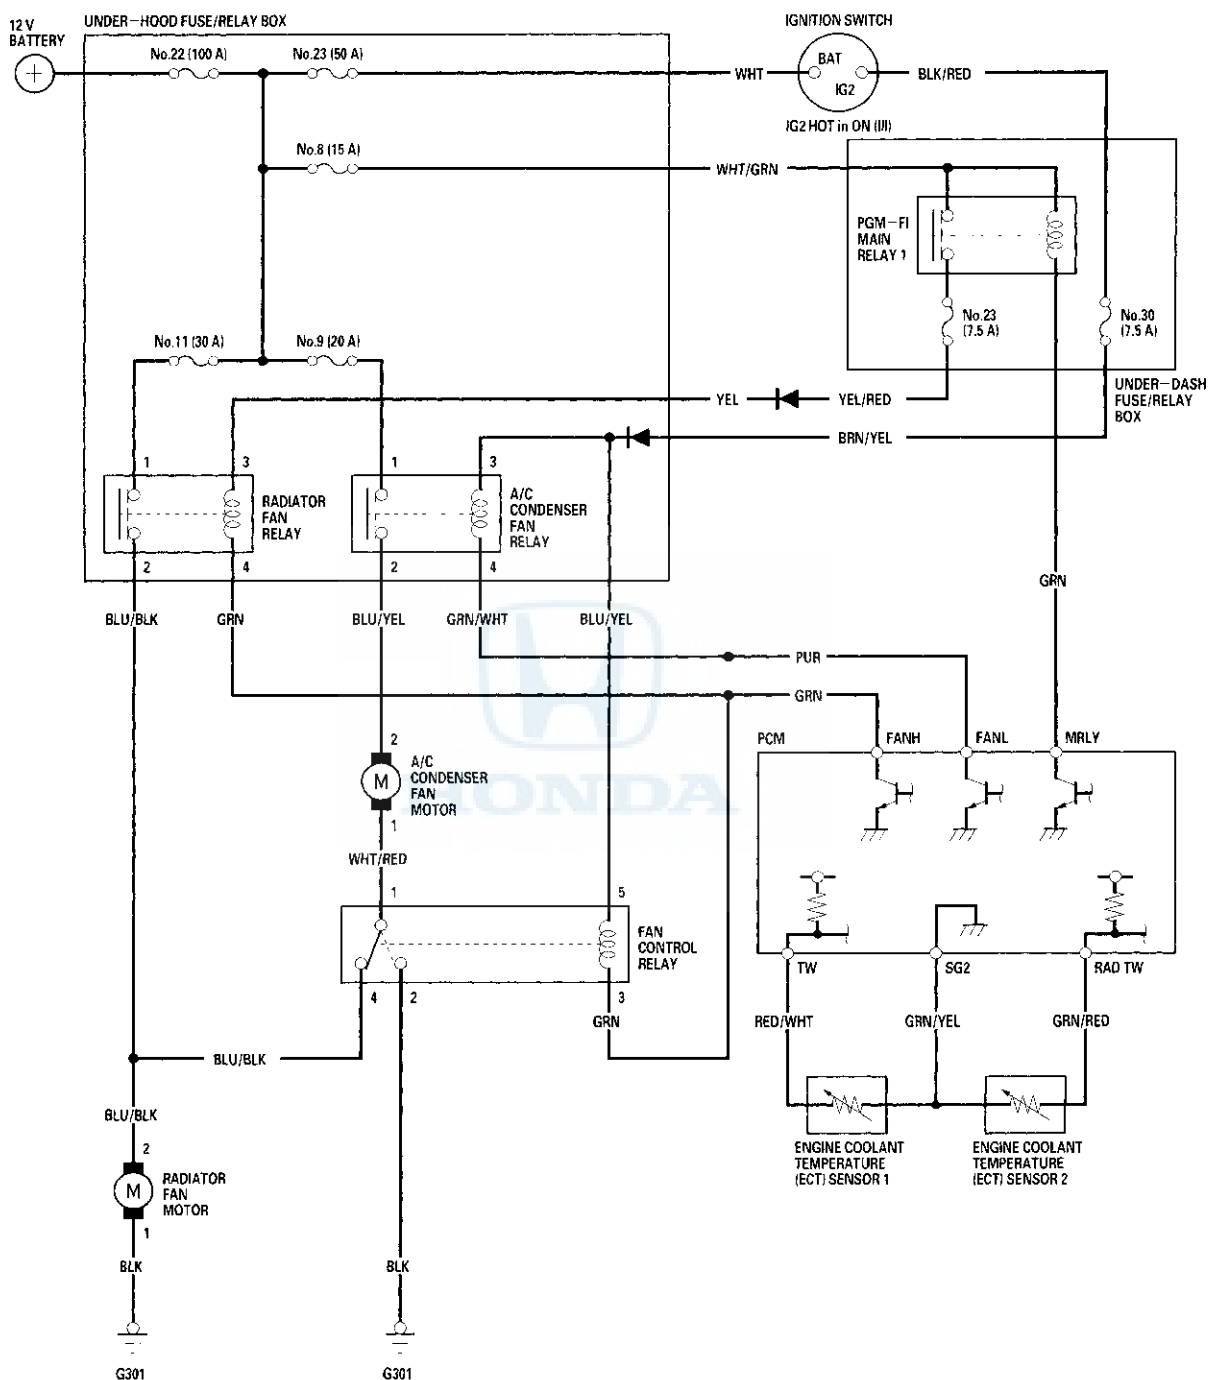 12 V
BATTERY
UNDER-HOOD FUSE/RELAY BOX
No.22 (100 A)
No.23 (50 A)
WHT
IGNITION SWITCH
BAT
IG2
BLK/RED
IG2 HOT in ON (II)
No.8 (15 A)
WHT/GRN
PGM-FI
MAIN
RELAY 1
No.23
(7.5 A)
No.30
(7.5 A)
No.11 (30 A)
No.9 (20 A)
UNDER-DASH
FUSE/RELAY
BOX
YEL
YEL/RED
BRN/YEL
1
3
1
3
RADIATOR
FAN
RELAY
A/C
CONDENSER
FAN
RELAY
2
4
2
4
GRN
BLU/BLK
GRN
BLU/YEL
GRN/WHT
BLU/YEL
PUR
GRN
HONDA
PCM
FANH
FANL
MRLY
2
M
A/C
CONDENSER
FAN
MOTOR
1
WHT/RED
1
5
FAN
CONTROL
RELAY
4
2
3
TW
SG2
RAD TW
GRN
RED/WHT
GRN/YEL
GRN/RED
BLU/BLK
BLU/BLK
ENGINE COOLANT
TEMPERATURE
(ECT) SENSOR 1
ENGINE COOLANT
TEMPERATURE
(ECT) SENSOR 2
2
M
RADIATOR
FAN
MOTOR
1
BLK
BLK
G301
G301